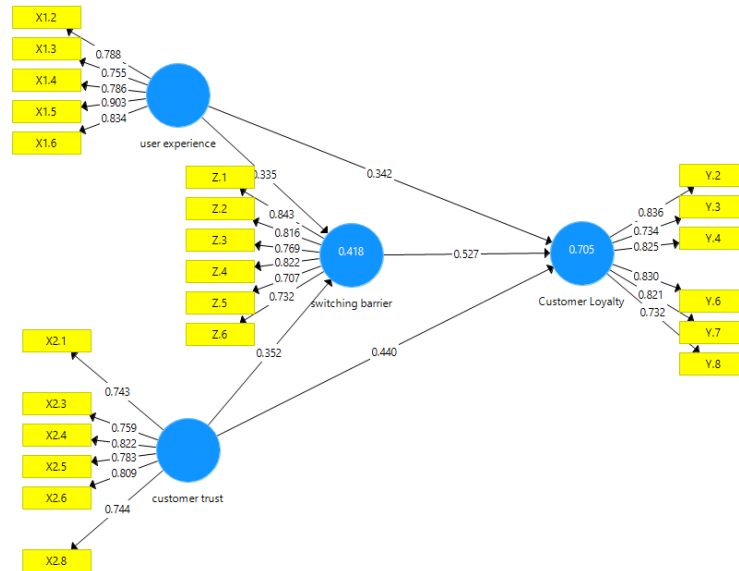 X1.2
X1.3
X1.4
X1.5
X1.6
0.788
0.755
0.786
0.903
0.834
user experience
0.335
0.342
Z.1
Z.2
Z.3
Z.4
Z.5
Z.6
0.843
0.816
0.769
0.822
0.707
0.732
0.418
switching barrier
0.527
0.705
Customer Loyalty
Y.2
Y.3
Y.4
Y.6
Y.7
Y.8
0.836
0.734
0.825
0.830
0.821
0.732
0.352
0.440
X2.1
X2.3
X2.4
X2.5
X2.6
X2.8
0.743
0.759
0.822
0.783
0.809
0.744
customer trust